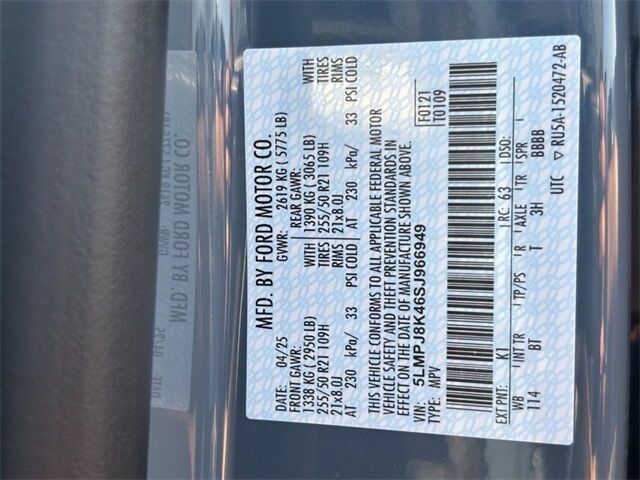 MFD. BY FORD MOTOR CO.
DATE: 04/25 GVWR: 2619 KG ( 5775 LB)
FRONT GAWR: REAR GAWR:
1338 KG ( 2950 LB) WITH 1390 KG ( 3065 LB) WITH
255/50 R21 109H TIRES 255/50 R21 109H TIRES
21x8.0J RIMS 21x8.0J RIMS
AT 230 kPa/ 33 PSI COLD AT 230 kPa/ 33 PSI COLD
THIS VEHICLE CONFORMS TO ALL APPLICABLE FEDERAL MOTOR
VEHICLE SAFETY AND THEFT PREVENTION STANDARDS IN
EFFECT ON THE DATE OF MANUFACTURE SHOWN ABOVE.
VIN: 5LMPJ8K46SJ966949 F0121
TYPE: MPV T0109
EXT PNT: K1 RC: 63 DSO:
WB INT TR TP/PS R AXLE TR SPR
114 BT T 3H BBBB
UTC ▽ RU5A-1520472-AB